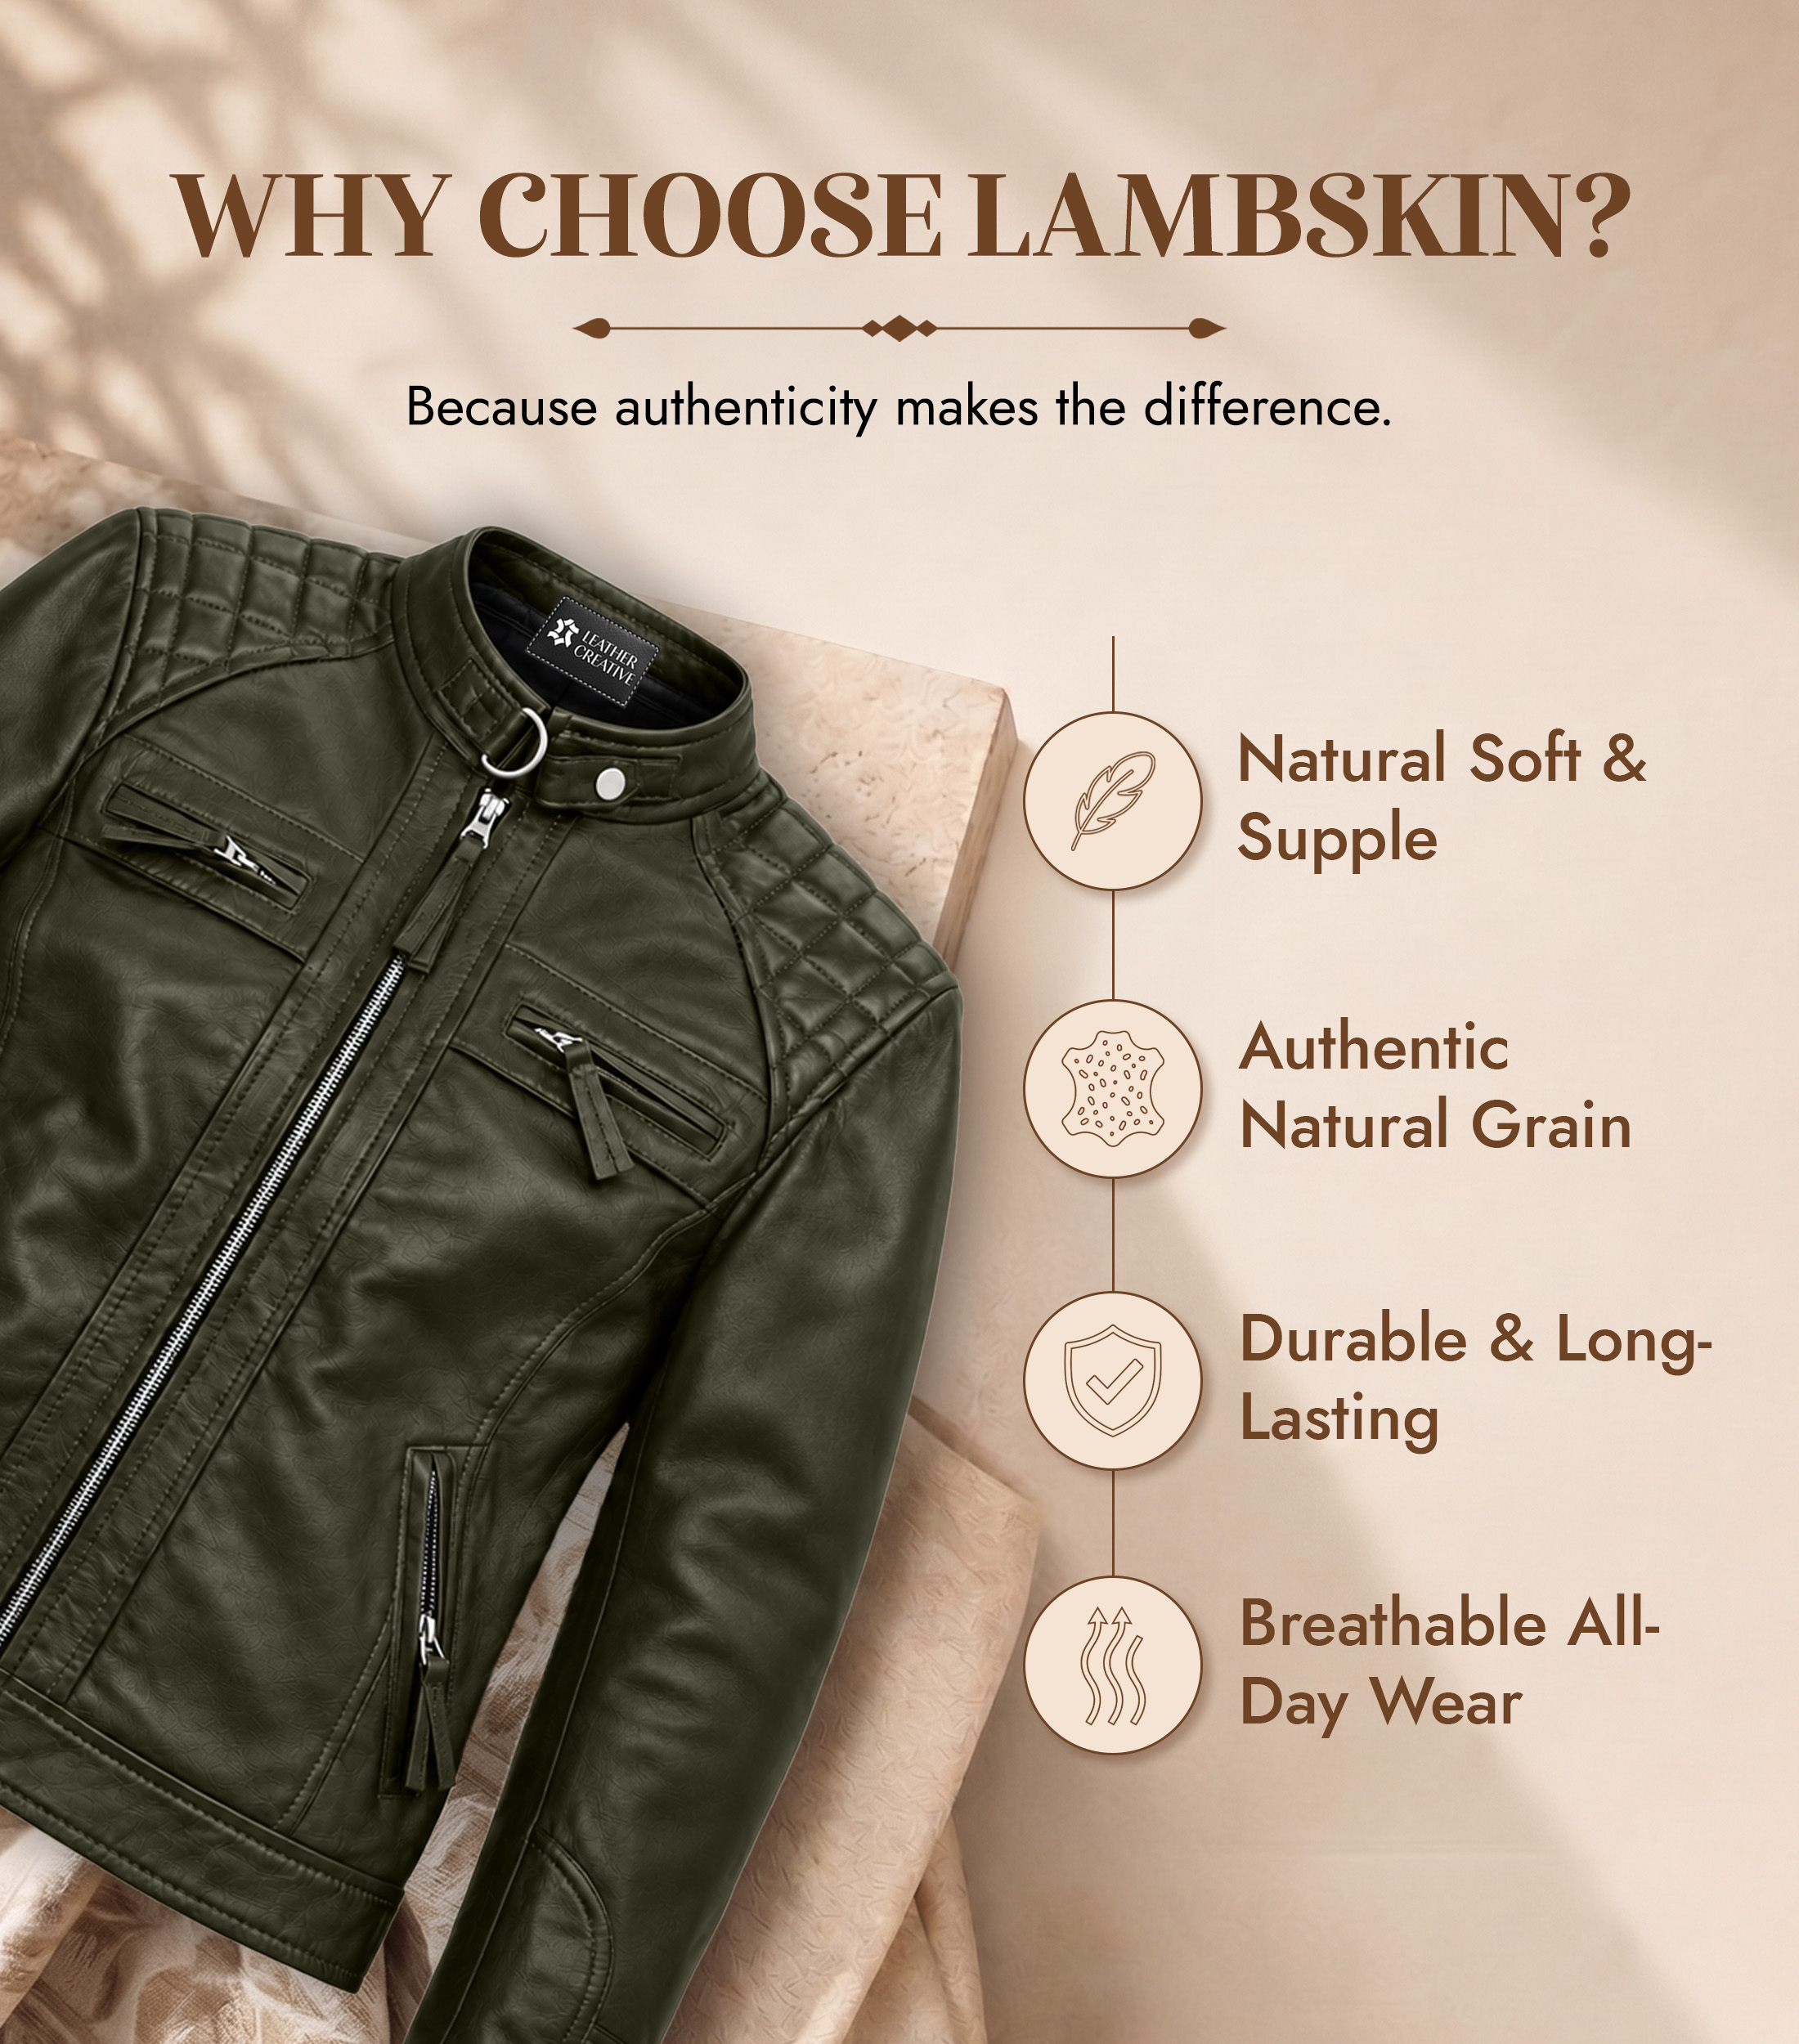 WHY CHOOSE LAMBSKIN?
Because authenticity makes the difference.
LEATHER
CREATIVE
Natural Soft &
Supple
Authentic
Natural Grain
Durable & Long-
Lasting
Breathable All-
Day Wear